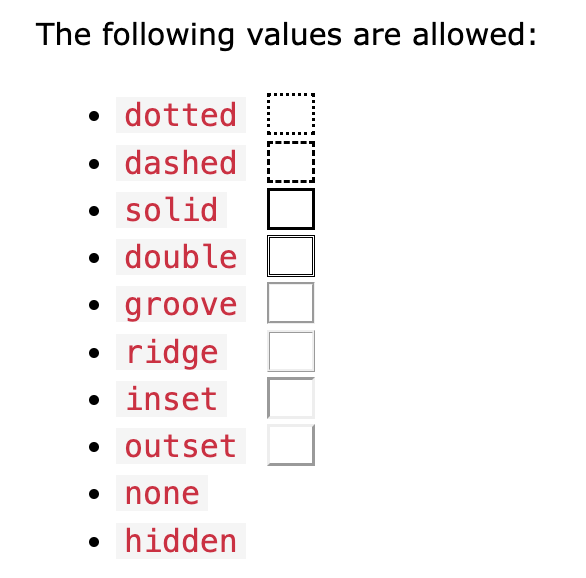 The following values are allowed:
• dotted
• dashed
• solid
• double
• groove
• ridge
• inset
• outset
• none
• hidden